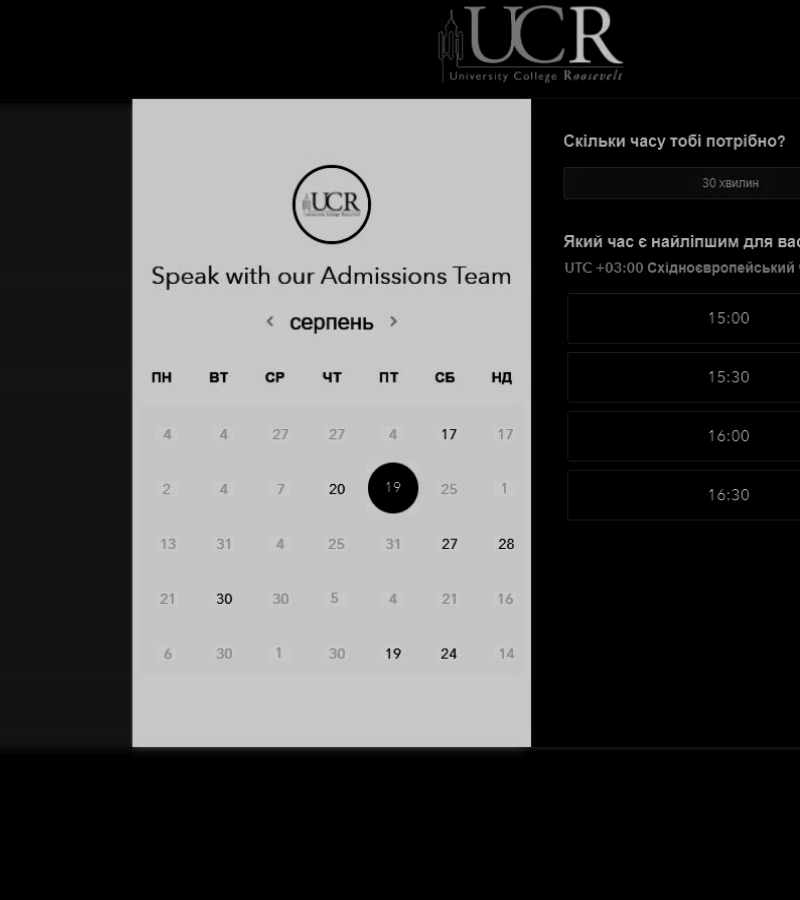 UCR
University College Roosevelt
UCR
Speak with our Admissions Team
< серпень >
ПН ВТ СР ЧТ ПТ СБ НД
4 4 27 27 4 17 17
2 4 7 20 19 25 1
13 31 4 25 31 27 28
21 30 30 5 4 21 16
6 30 1 30 19 24 14
Скільки часу тобі потрібно?
30 хвилин
Який час є найліпшим для вас
UTC +03:00 Східноєвропейський
15:00
15:30
16:00
16:30